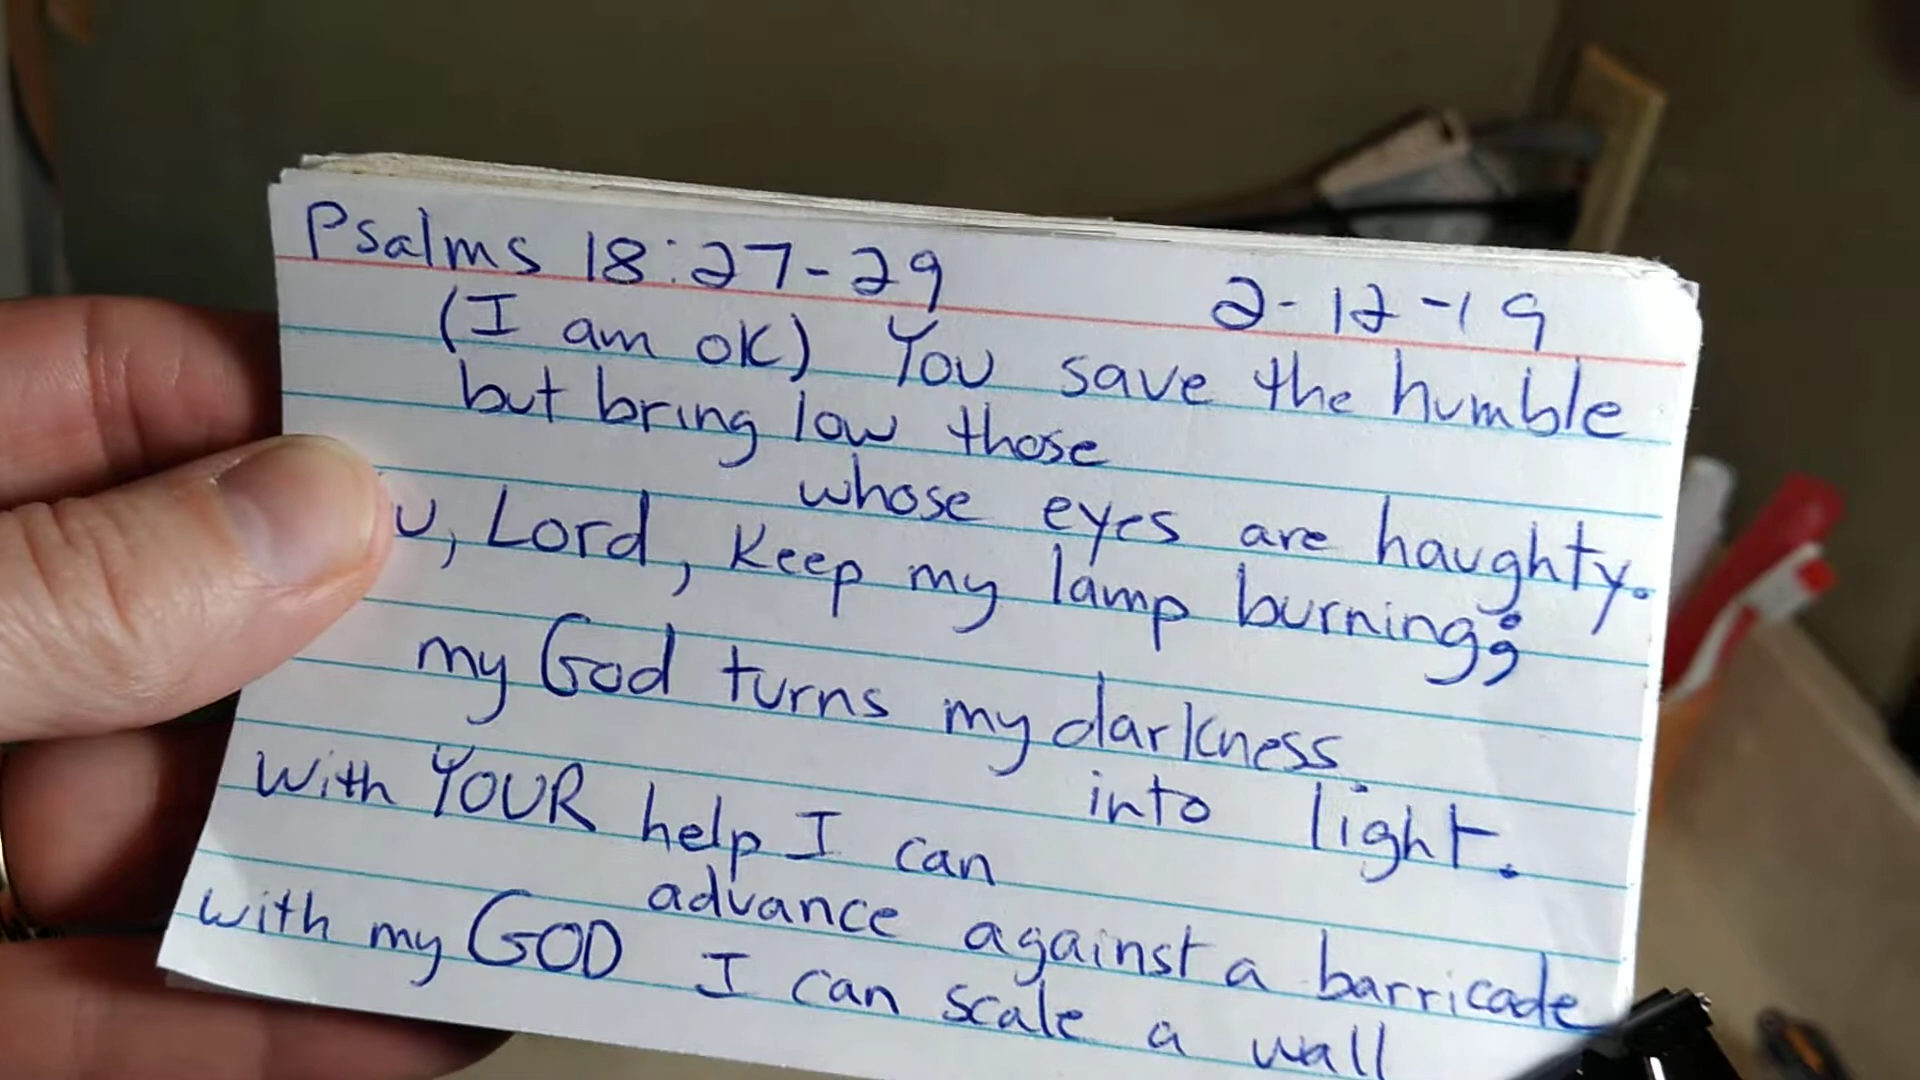 Psalms 18:27-29 2-12-19
(I am OK) You save the humble
but bring low those
whose eyes are haughty.
u, Lord, Keep my lamp burning;
my God turns my darkness
into light.
With YOUR help I can
advance against a barricade
with my GOD I can scale a wall